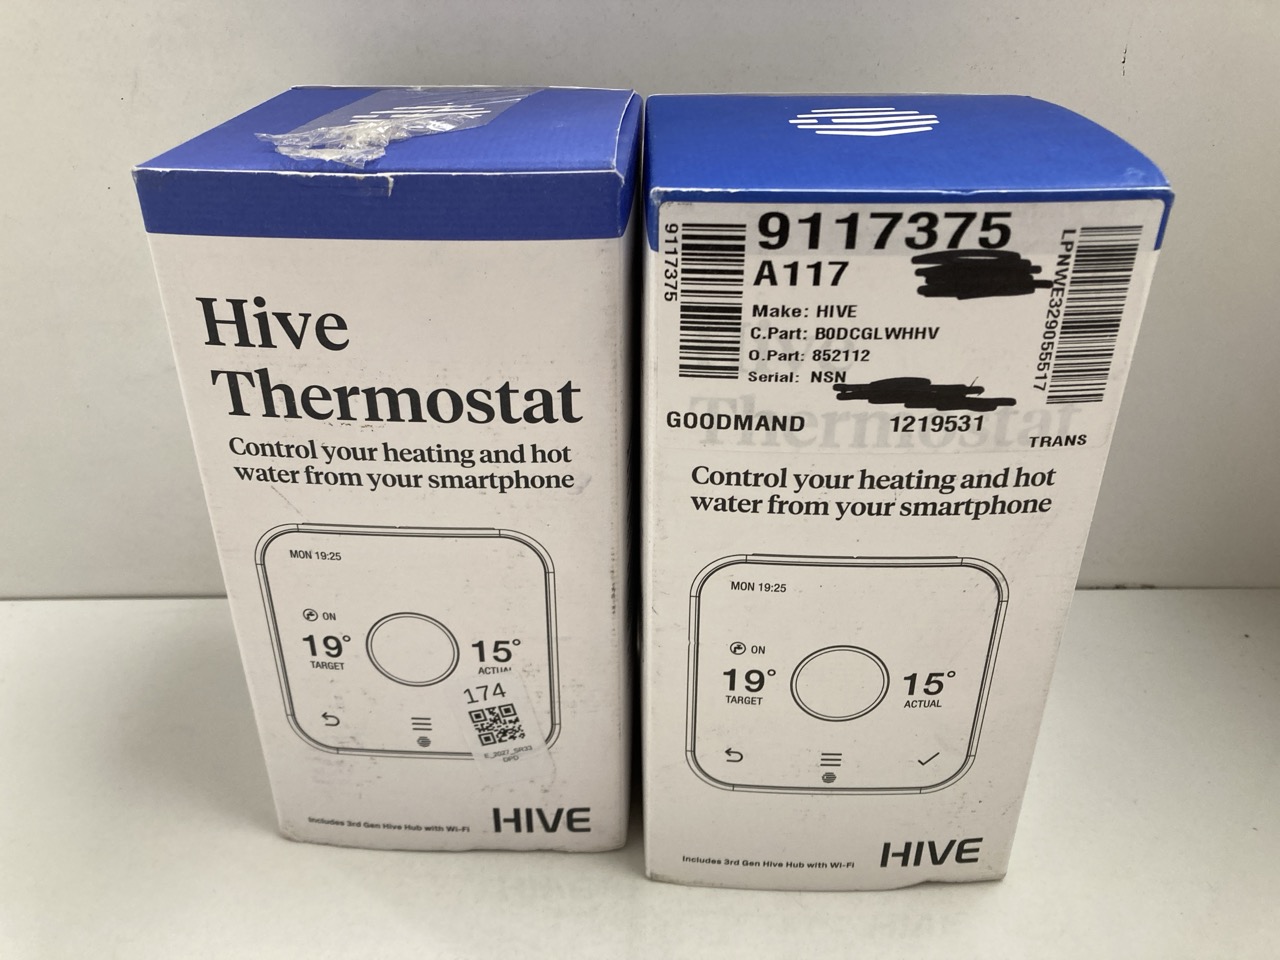 Hive
Thermostat
Control your heating and hot
water from your smartphone
MON 19:25
ON
19° 15°
TARGET
174
DPD
Includes 3rd Gen Hive Hub with Wi-Fi
HIVE
9117375
9117375
A117
Make: HIVE
C.Part: B0DCGLWHHV
O.Part: 852112
Serial: NSN
LPNWE329055517
GOODMAND 1219531
TRANS
Thermostat
Control your heating and hot
water from your smartphone
MON 19:25
ON
19° 15°
TARGET ACTUAL
Includes 3rd Gen Hive Hub with Wi-Fi
HIVE